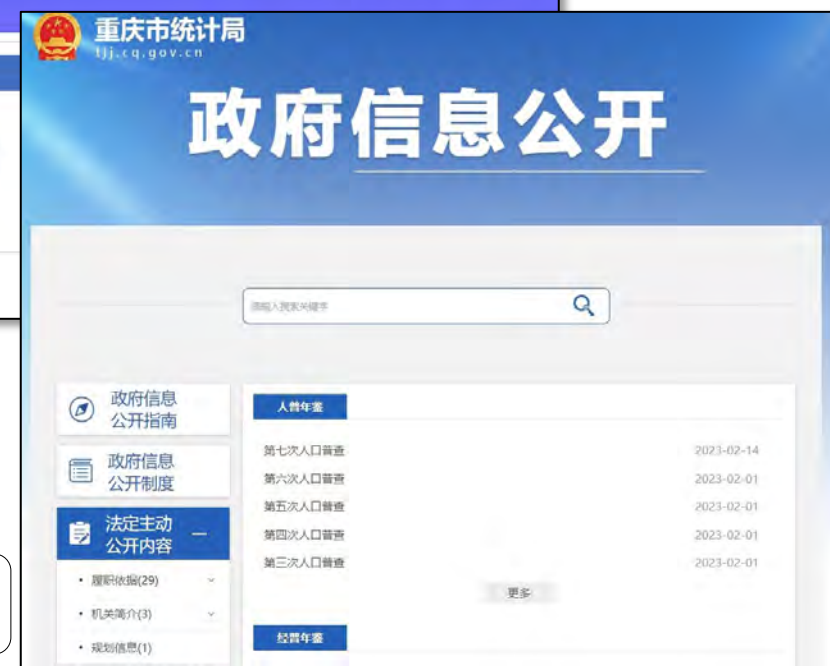 重庆市统计局
tjj.cq.gov.cn
政府信息公开
请输入搜索关键字
政府信息
公开指南
政府信息
公开制度
法定主动
公开内容
履职依据(29)
机关简介(3)
规划信息(1)
人普年鉴
第七次人口普查 2023-02-14
第六次人口普查 2023-02-01
第五次人口普查 2023-02-01
第四次人口普查 2023-02-01
第三次人口普查 2023-02-01
更多
经普年鉴